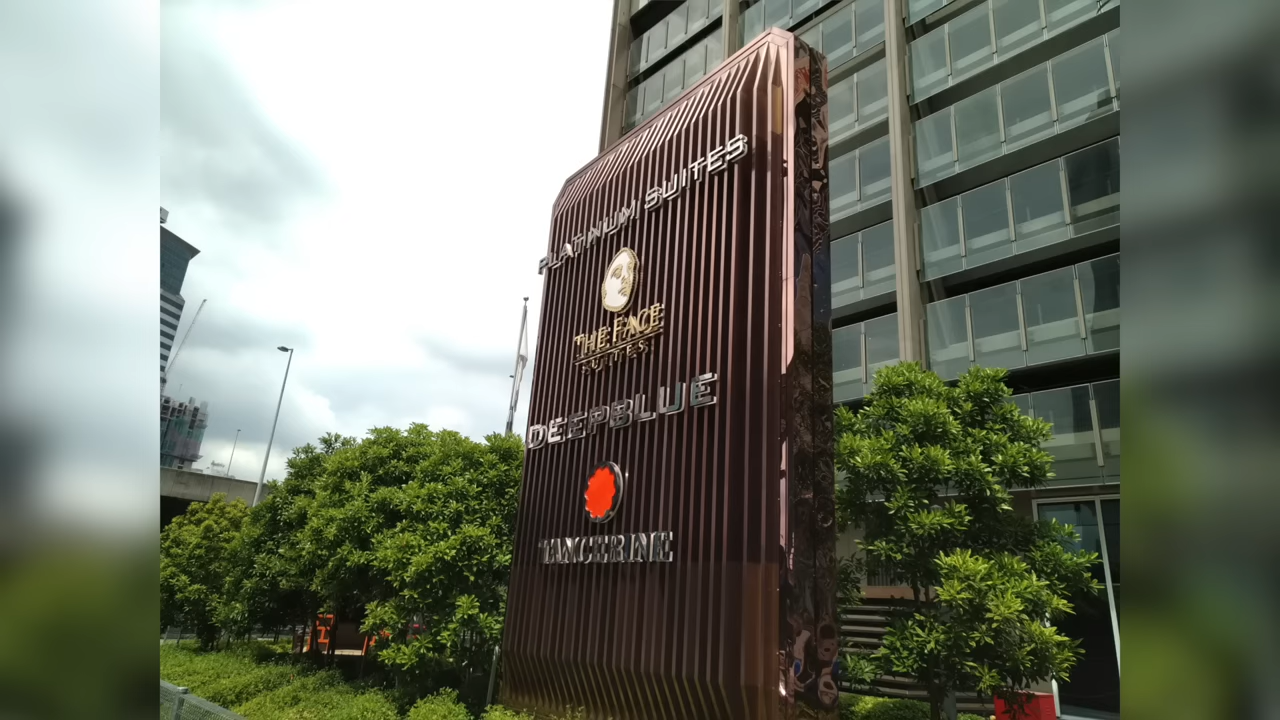 PLATINUM SUITES
THE FACE
SUITES
DEEPBLUE
TANGERINE